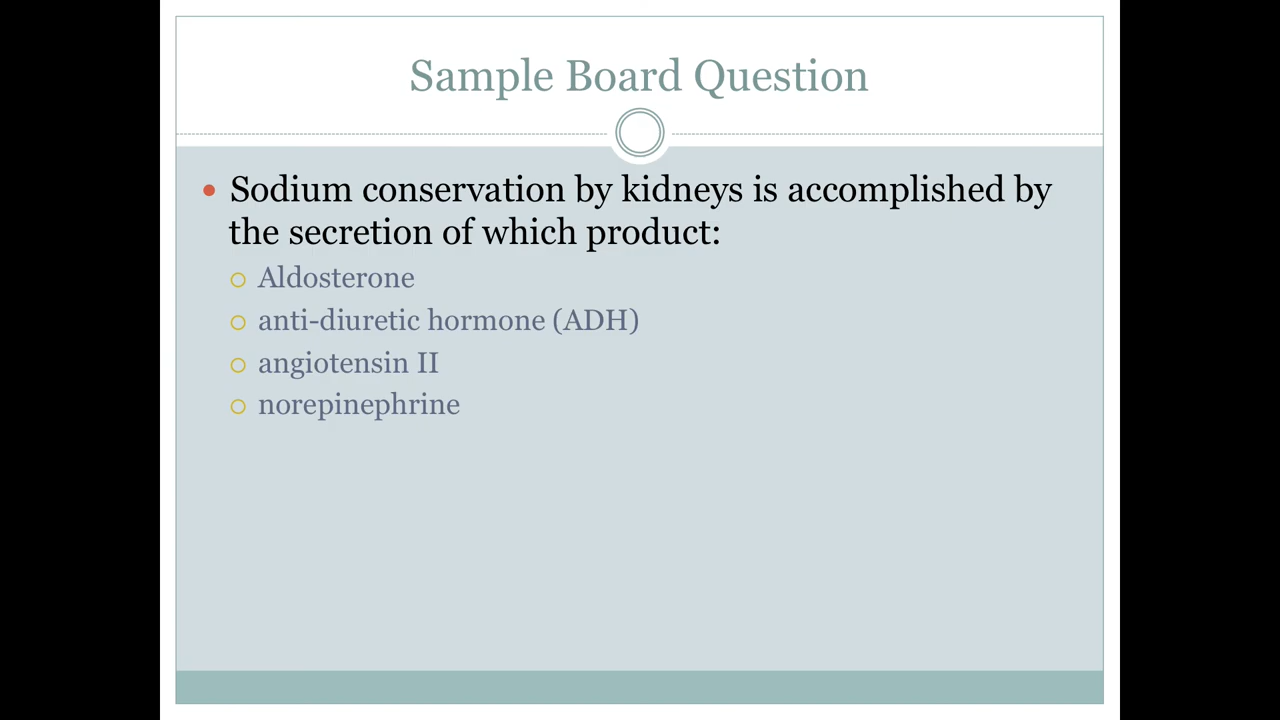 Sample Board Question
Sodium conservation by kidneys is accomplished by
the secretion of which product:
Aldosterone
anti-diuretic hormone (ADH)
angiotensin II
norepinephrine